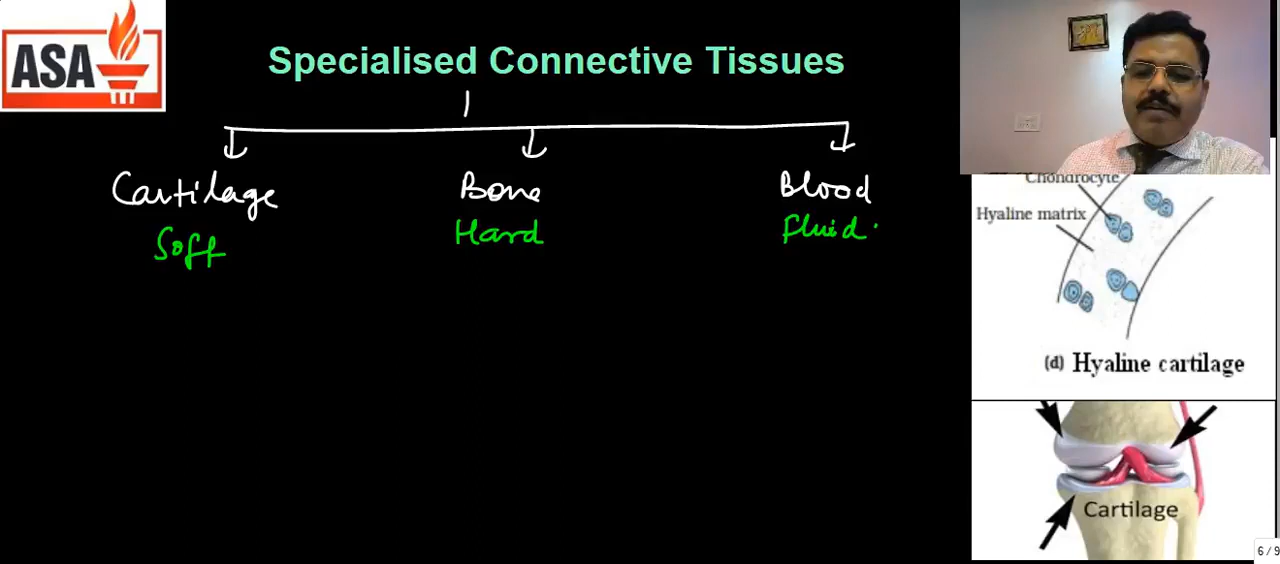 ASA
Specialised Connective Tissues
Cartilage Bone Blood
Soft Hard Fluid.
Chondrocyte
Hyaline matrix
(d) Hyaline cartilage
Cartilage
6 / 9